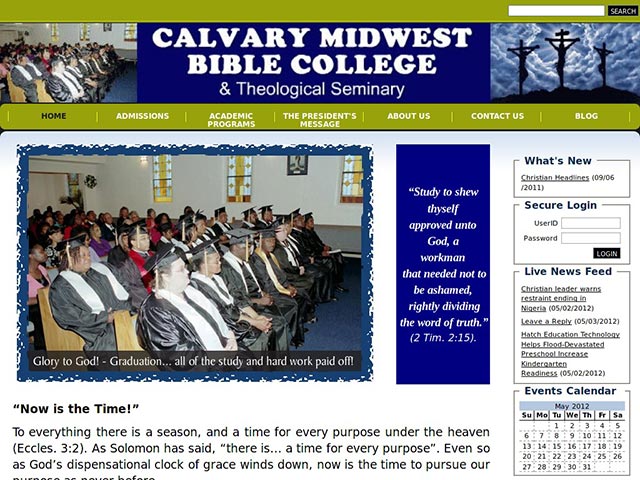 SEARCH
CALVARY MIDWEST
BIBLE COLLEGE
& Theological Seminary
HOME
ADMISSIONS
ACADEMIC
PROGRAMS
THE PRESIDENT'S
MESSAGE
ABOUT US
CONTACT US
BLOG
Glory to God! - Graduation... all of the study and hard work paid off!
“Study to shew
thyself
approved unto
God, a
workman
that needed not to
be ashamed,
rightly dividing
the word of truth.”
(2 Tim. 2:15).
What's New
Christian Headlines (09/06
/2011)
Secure Login
UserID
Password
LOGIN
Live News Feed
Christian leader warns
restraint ending in
Nigeria (05/02/2012)
Leave a Reply (05/03/2012)
Hatch Education Technology
Helps Flood-Devastated
Preschool Increase
Kindergarten
Readiness (05/02/2012)
Events Calendar
May 2012
Su Mo Tu We Th Fr Sa
1 2 3 4 5
6 7 8 9 10 11 12
13 14 15 16 17 18 19
20 21 22 23 24 25 26
27 28 29 30 31
“Now is the Time!”
To everything there is a season, and a time for every purpose under the heaven
(Eccles. 3:2). As Solomon has said, “there is... a time for every purpose”. Even so
as God’s dispensational clock of grace winds down, now is the time to pursue our
purpose as never before